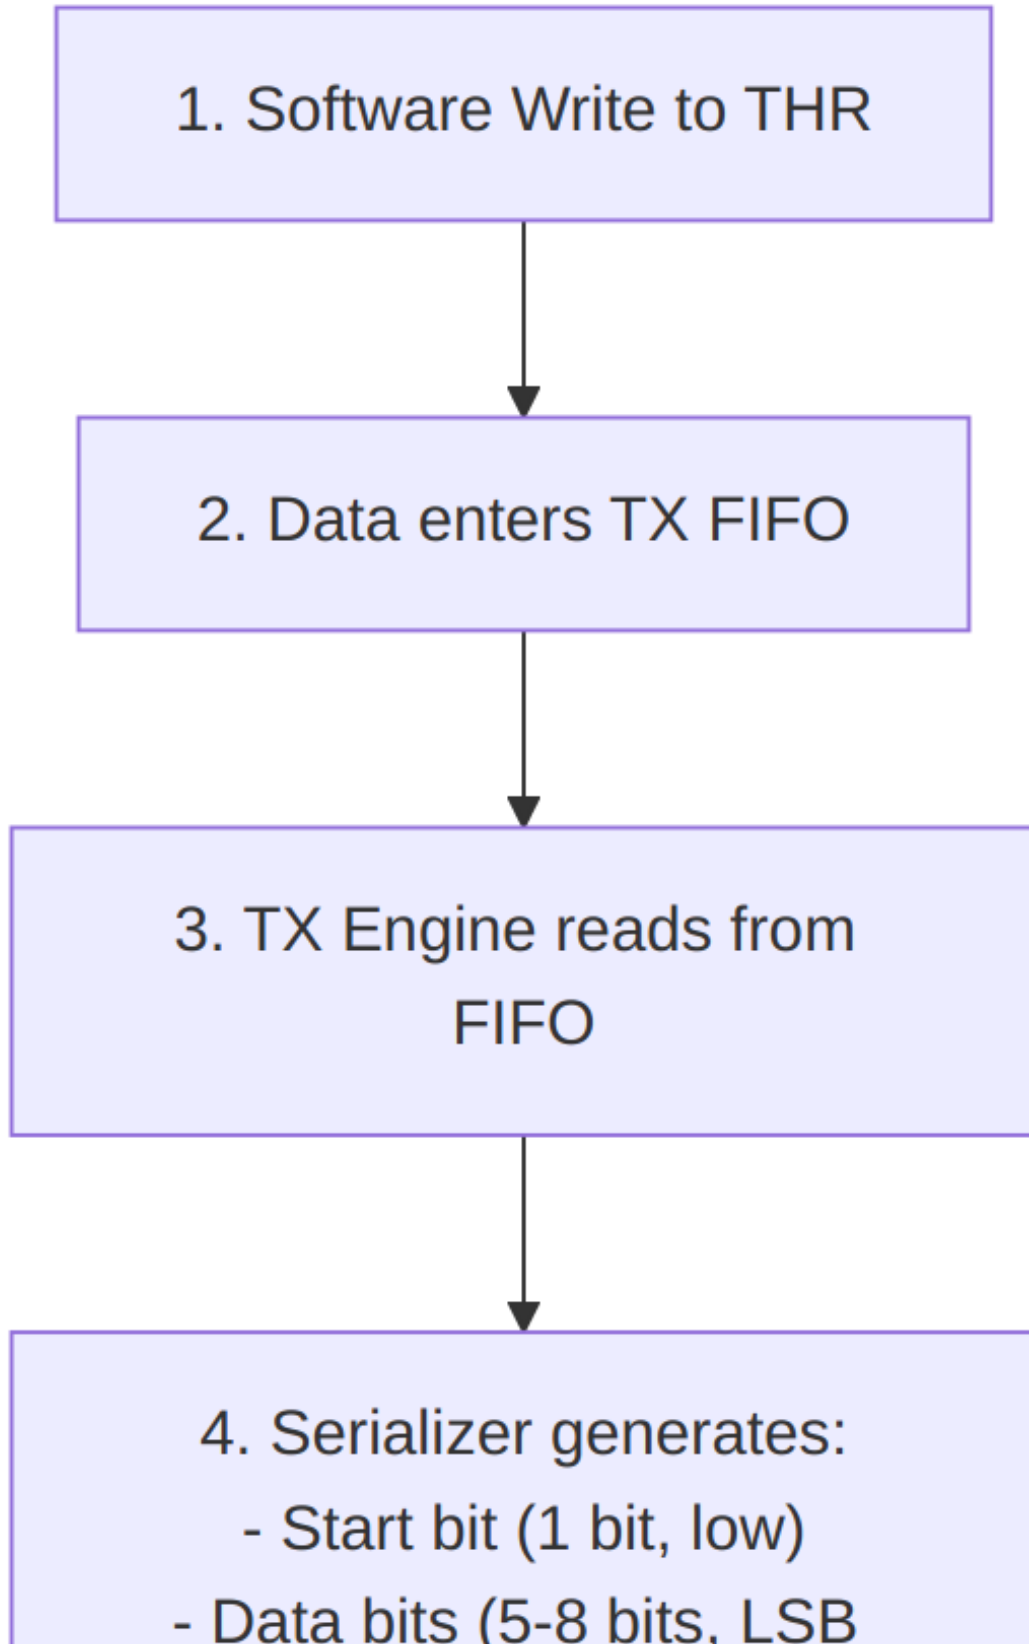 1. Software Write to THR
2. Data enters TX FIFO
3. TX Engine reads from
FIFO
4. Serializer generates:
- Start bit (1 bit, low)
- Data bits (5-8 bits, LSB